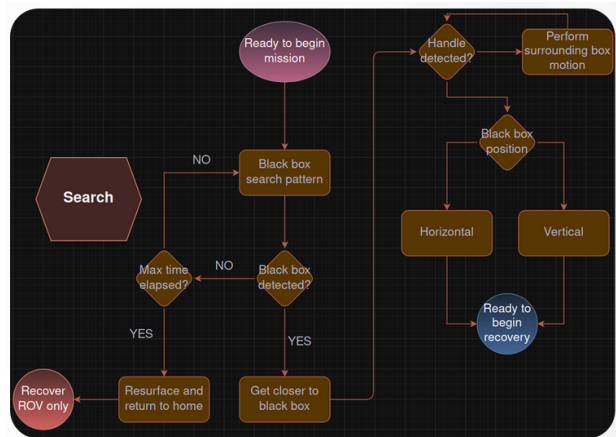 Ready to begin
mission
Handle
detected?
Perform
surrounding box
motion
Black box
position
NO
Black box
search pattern
Search
Horizontal
Vertical
Max time
elapsed?
NO
Black box
detected?
Ready to
begin
recovery
YES
YES
Recover
ROV only
Resurface and
return to home
Get closer to
black box